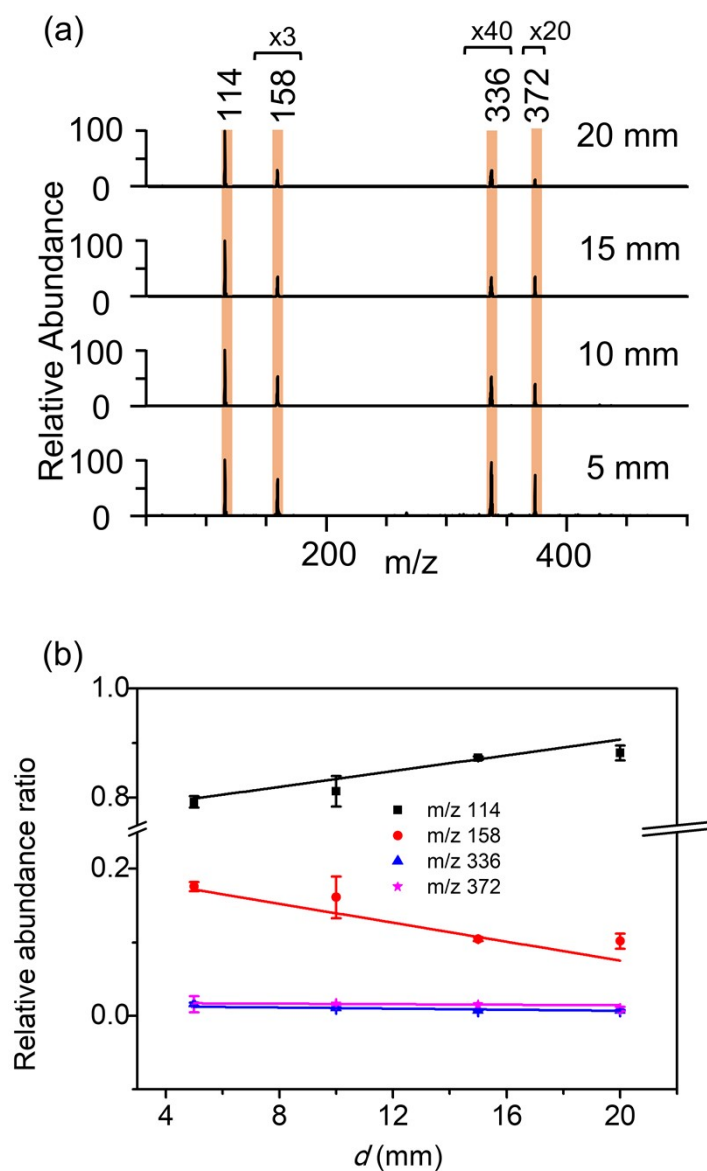 (a)
x3
x40
x20
114
158
336
372
100
0
20 mm
100
0
15 mm
100
0
10 mm
100
0
5 mm
Relative Abundance
200
400
m/z
(b)
1.0
0.8
0.2
0.0
m/z 114
m/z 158
m/z 336
m/z 372
Relative abundance ratio
4
8
12
16
20
d (mm)